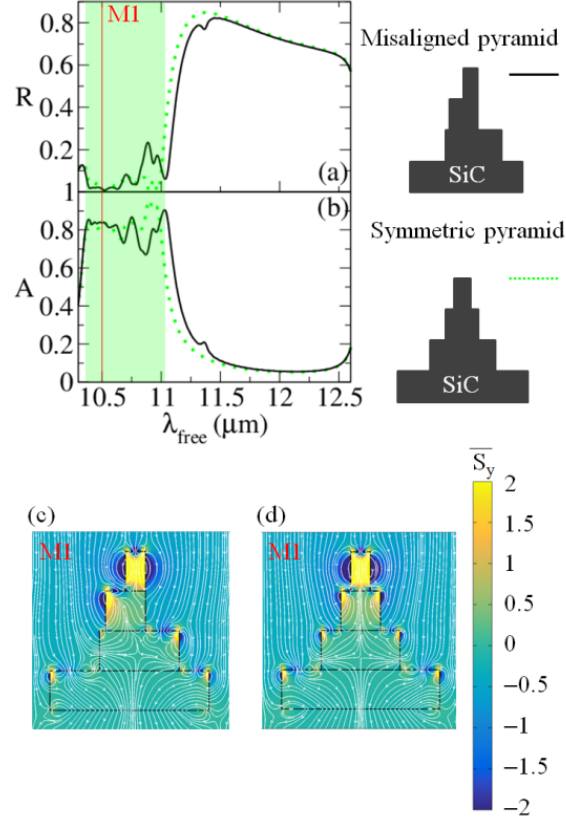 M1
R
0.8
0.6
0.4
0.2
(a)
1
(b)
A
0.8
0.6
0.4
0.2
0
10.5
11
11.5
12
12.5
λfree (μm)
Misaligned pyramid
SiC
Symmetric pyramid
SiC
(c)
M1
(d)
M1
Sy
2
1.5
1
0.5
0
−0.5
−1
−1.5
−2